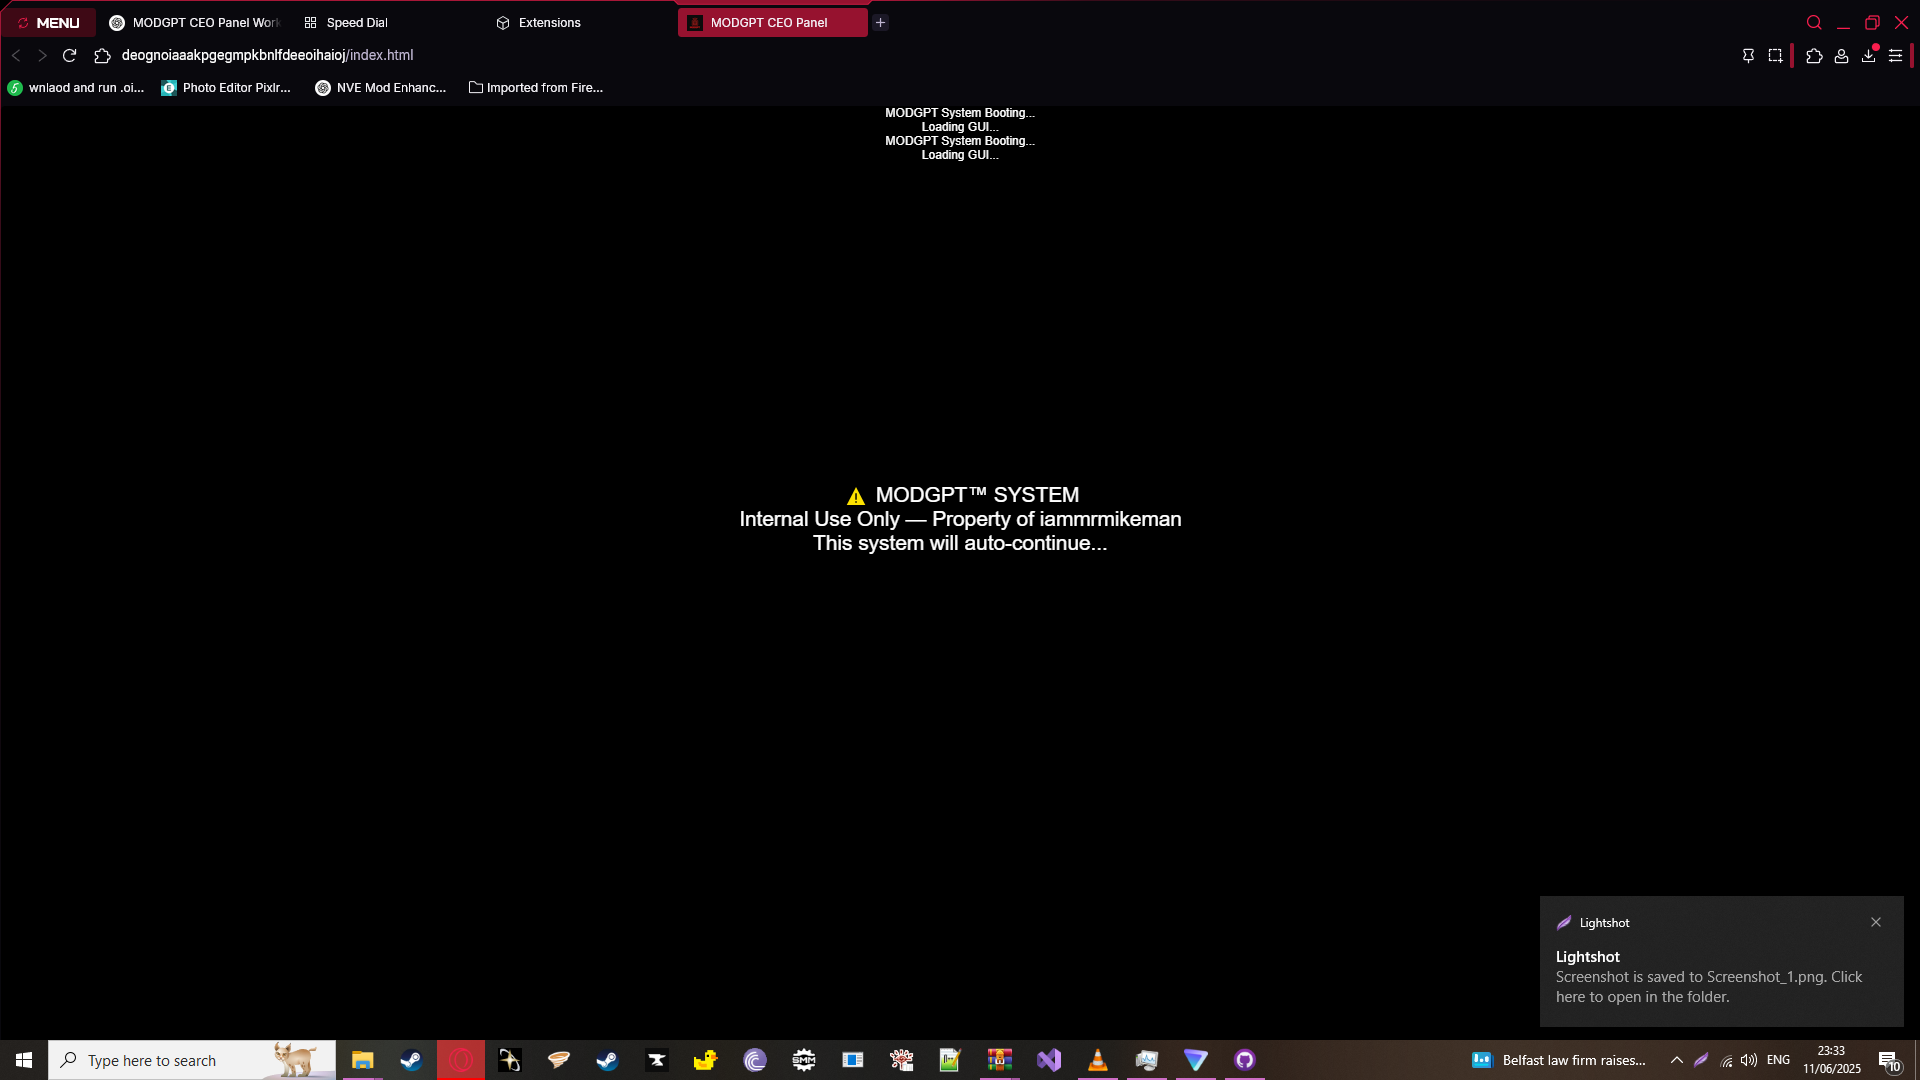 MENU
MODGPT CEO Panel Work
Speed Dial
Extensions
MODGPT CEO Panel
deognoiaaakpgegmpkbnlfdeeoihaioj/index.html
wnlaod and run .oi...
Photo Editor Pixlr...
NVE Mod Enhanc...
Imported from Fire...
MODGPT System Booting...
Loading GUI...
MODGPT System Booting...
Loading GUI...
⚠ MODGPT™ SYSTEM
Internal Use Only — Property of iammrmikeman
This system will auto-continue...
Lightshot
Lightshot
Screenshot is saved to Screenshot_1.png. Click
here to open in the folder.
Type here to search
SMM
Belfast law firm raises...
ENG
23:33
11/06/2025
10